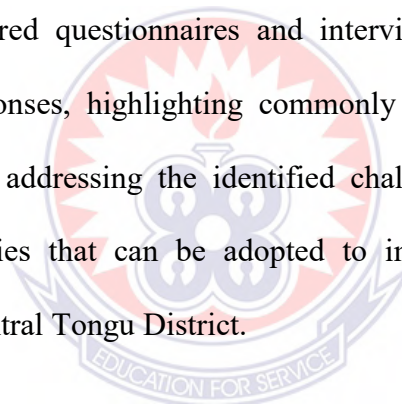 red questionnaires and intervi
onses, highlighting commonly
addressing the identified chal
ies that can be adopted to in
ntral Tongu District.
EDUCATION FOR SERVICE